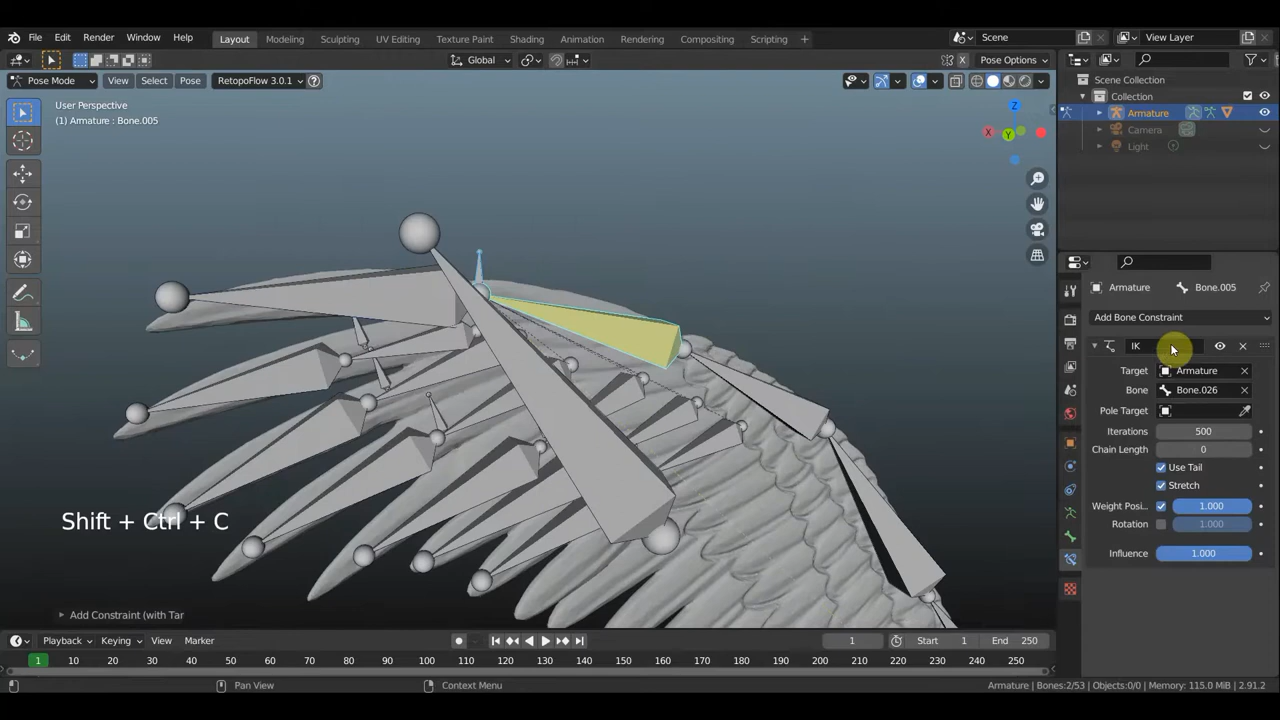 File Edit Render Window Help Layout Modeling Sculpting UV Editing Texture Paint Shading Animation Rendering Compositing Scripting + Scene View Layer
Global Pose Options
Pose Mode View Select Pose RetopoFlow 3.0.1
User Perspective
(1) Armature : Bone.005
X
Y
Z
Scene Collection
Collection
Armature
Camera
Light
Armature Bone.005
Add Bone Constraint
IK
Target Armature
Bone Bone.026
Pole Target
Iterations 500
Chain Length 0
Use Tail
Stretch
Weight Posi... 1.000
Rotation 1.000
Influence 1.000
Shift + Ctrl + C
Add Constraint (with Tar
Playback Keying View Marker 1 Start 1 End 250
1 10 20 30 40 50 60 70 80 90 100 110 120 130 140 150 160 170 180 190 200 210 220 230 240 250
Pan View Context Menu Armature | Bones:2/53 | Objects:0/0 | Memory: 115.0 MiB | 2.91.2